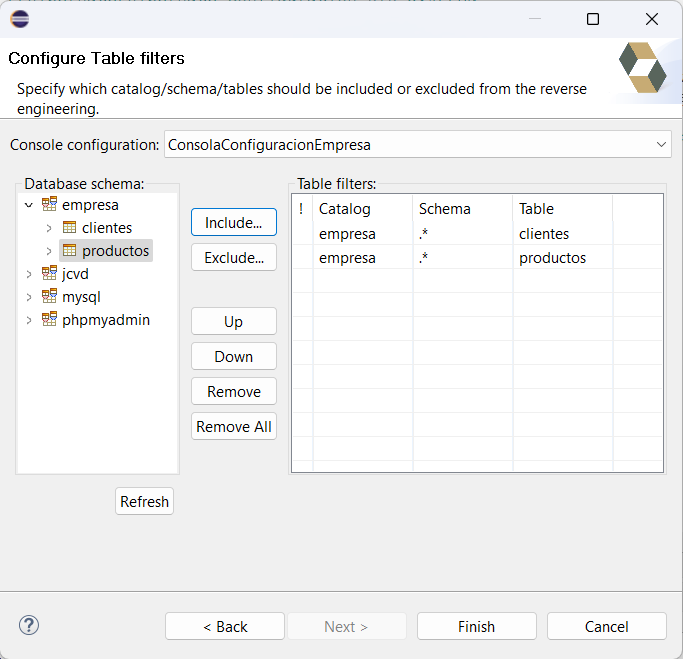 Configure Table filters
Specify which catalog/schema/tables should be included or excluded from the reverse
engineering.
Console configuration: ConsolaConfiguracionEmpresa
Database schema:
empresa
clientes
productos
jcvd
mysql
phpmyadmin
Refresh
Include...
Exclude...
Up
Down
Remove
Remove All
Table filters:
! Catalog Schema Table
empresa .* clientes
empresa .* productos
?
< Back Next > Finish Cancel